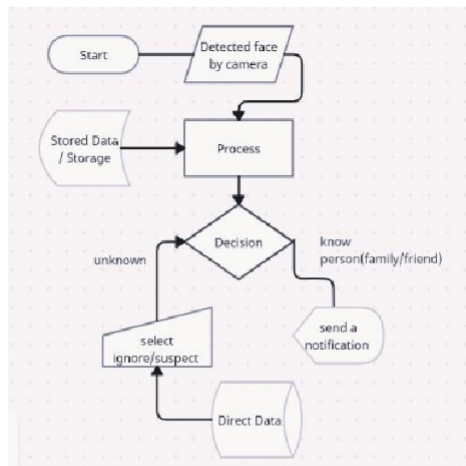 Start
Detected face
by camera
Stored Data
/ Storage
Process
Decision
unknown
know
person(family/friend)
select
ignore/suspect
send a
notification
Direct Data